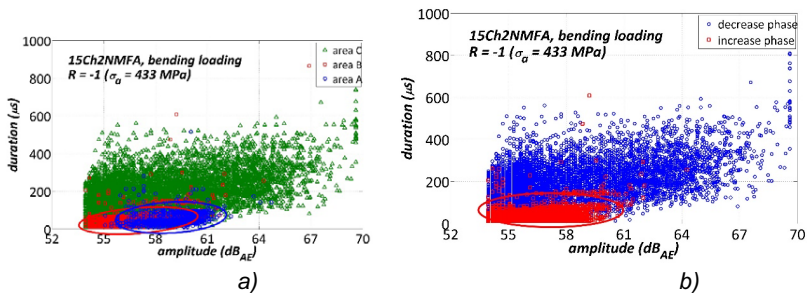 1000
800
600
400
200
0
52
55
58
61
64
67
70
duration (µs)
amplitude (dBAE)
15Ch2NMFA, bending loading
R = -1 (σa = 433 MPa)
area C
area B
area A
a)
1000
800
600
400
200
0
52
55
58
61
64
67
70
duration (µs)
amplitude (dBAE)
15Ch2NMFA, bending loading
R = -1 (σa = 433 MPa)
decrease phase
increase phase
b)